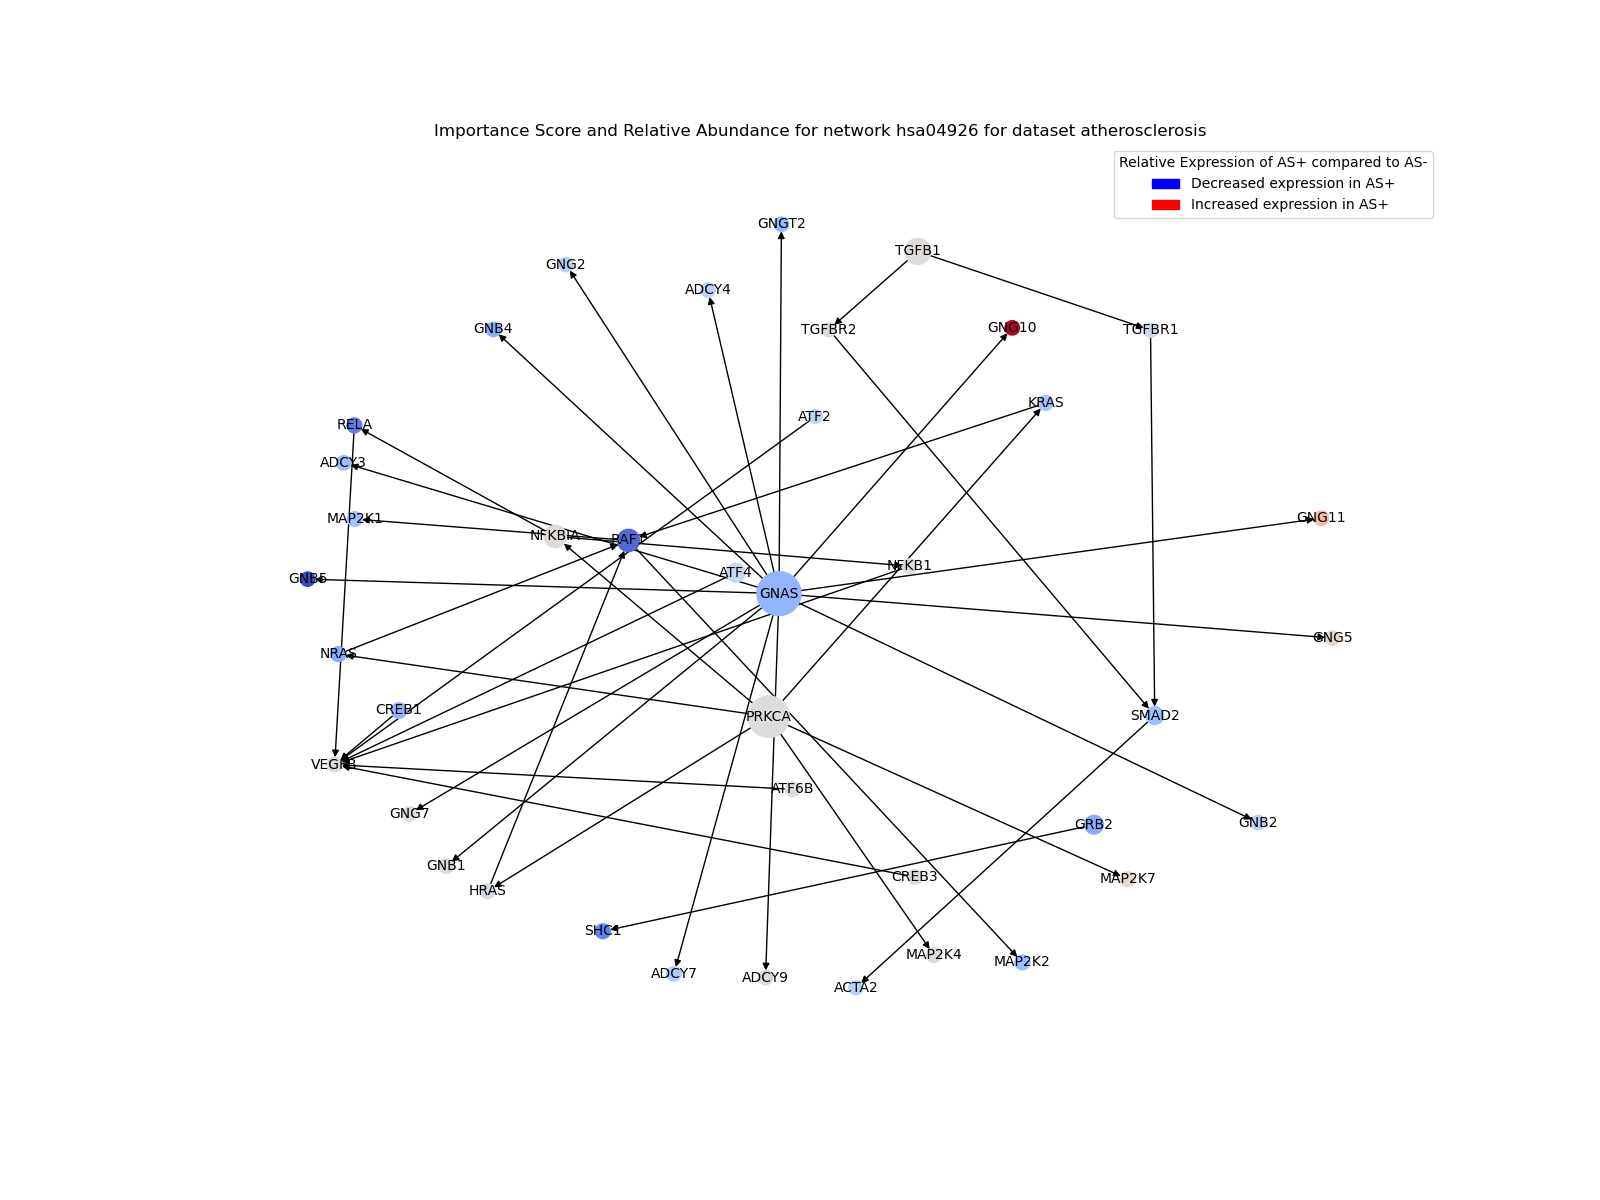 Importance Score and Relative Abundance for network hsa04926 for dataset atherosclerosis
Relative Expression of AS+ compared to AS-
Decreased expression in AS+
Increased expression in AS+
GNGT2
TGFB1
GNG2
ADCY4
GNB4
TGFBR2
GNG10
TGFBR1
KRAS
ATF2
RELA
ADCY3
MAP2K1
GNG11
NFKBIA
RAF1
NFKB1
ATF4
GNB5
GNAS
GNG5
NRAS
CREB1
PRKCA
SMAD2
VEGFB
ATF6B
GNG7
GRB2
GNB2
GNB1
HRAS
CREB3
MAP2K7
SHC1
MAP2K4
MAP2K2
ADCY7
ADCY9
ACTA2